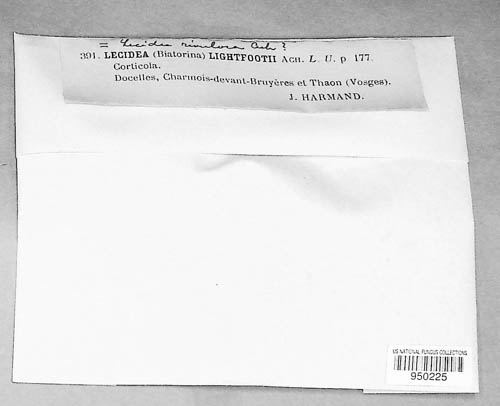 = Lecidea rivulosa Ach ?
391. LECIDEA (Biatorina) LIGHTFOOTII Ach. L. U. p 177.
Corticola.
Docelles, Charmois-devant-Bruyères et Thaon (Vosges).
J. HARMAND.
US NATIONAL FUNGUS COLLECTIONS
950225